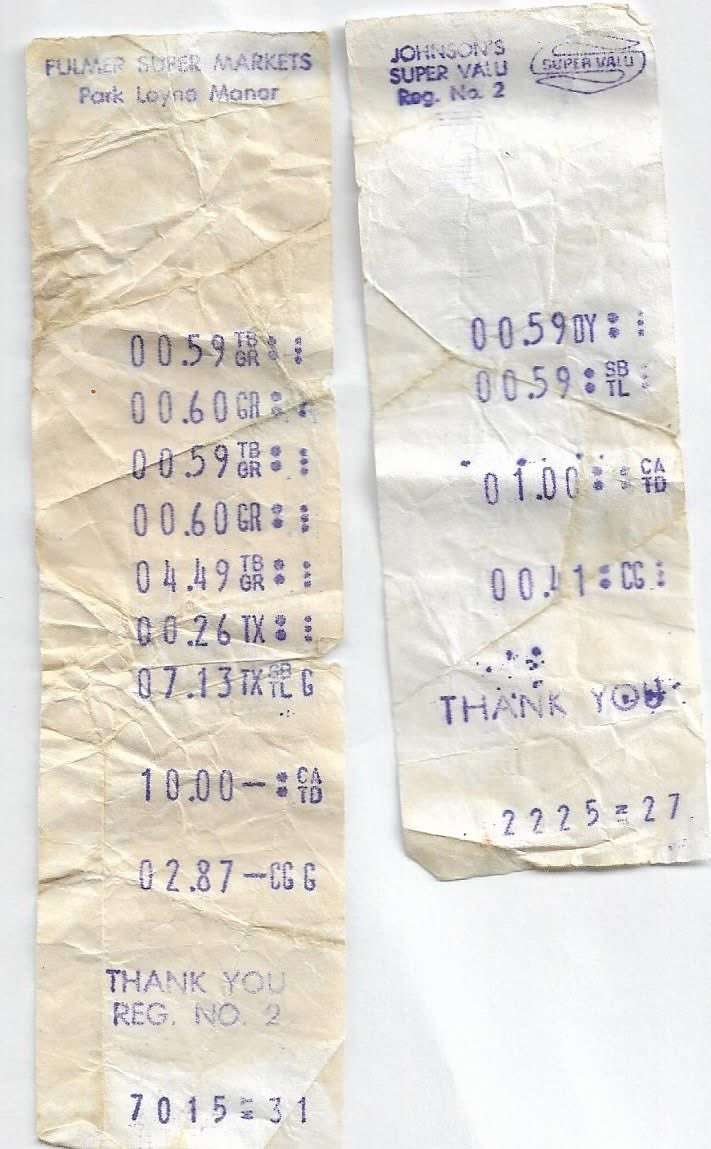 FULMER SUPER MARKETS
Park Layne Manor
00.59 TB GR
00.60 GR
00.59 TB GR
00.60 GR
04.49 TB GR
00.26 TX
07.13 TX SB TL G
10.00 — CA TD
02.87 — CG G
THANK YOU
REG. NO. 2
7015 31
JOHNSON'S
SUPER VALU
Reg. No. 2
SUPER VALU
00.59 DY
00.59 SB TL
01.00 CA TD
00.41 CG
THANK YOU
2225 27